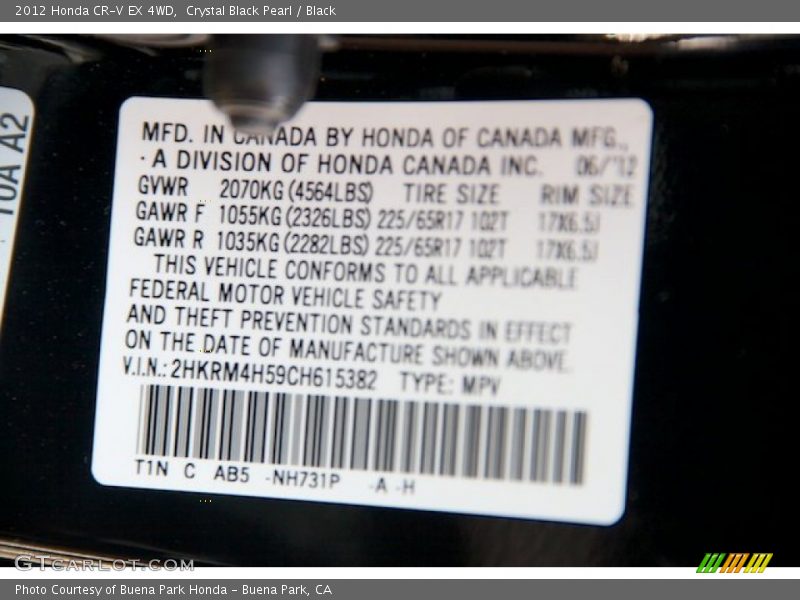 2012 Honda CR-V EX 4WD,  Crystal Black Pearl / Black
10A A2
MFD. IN CANADA BY HONDA OF CANADA MFG.,
- A DIVISION OF HONDA CANADA INC. 06/'12
GVWR 2070KG (4564LBS) TIRE SIZE RIM SIZE
GAWR F 1055KG (2326LBS) 225/65R17 102T 17X6.5J
GAWR R 1035KG (2282LBS) 225/65R17 102T 17X6.5J
THIS VEHICLE CONFORMS TO ALL APPLICABLE
FEDERAL MOTOR VEHICLE SAFETY
AND THEFT PREVENTION STANDARDS IN EFFECT
ON THE DATE OF MANUFACTURE SHOWN ABOVE.
V.I.N.: 2HKRM4H59CH615382 TYPE: MPV
T1N C AB5 -NH731P -A -H
GTCARLOT.COM
Photo Courtesy of Buena Park Honda - Buena Park, CA